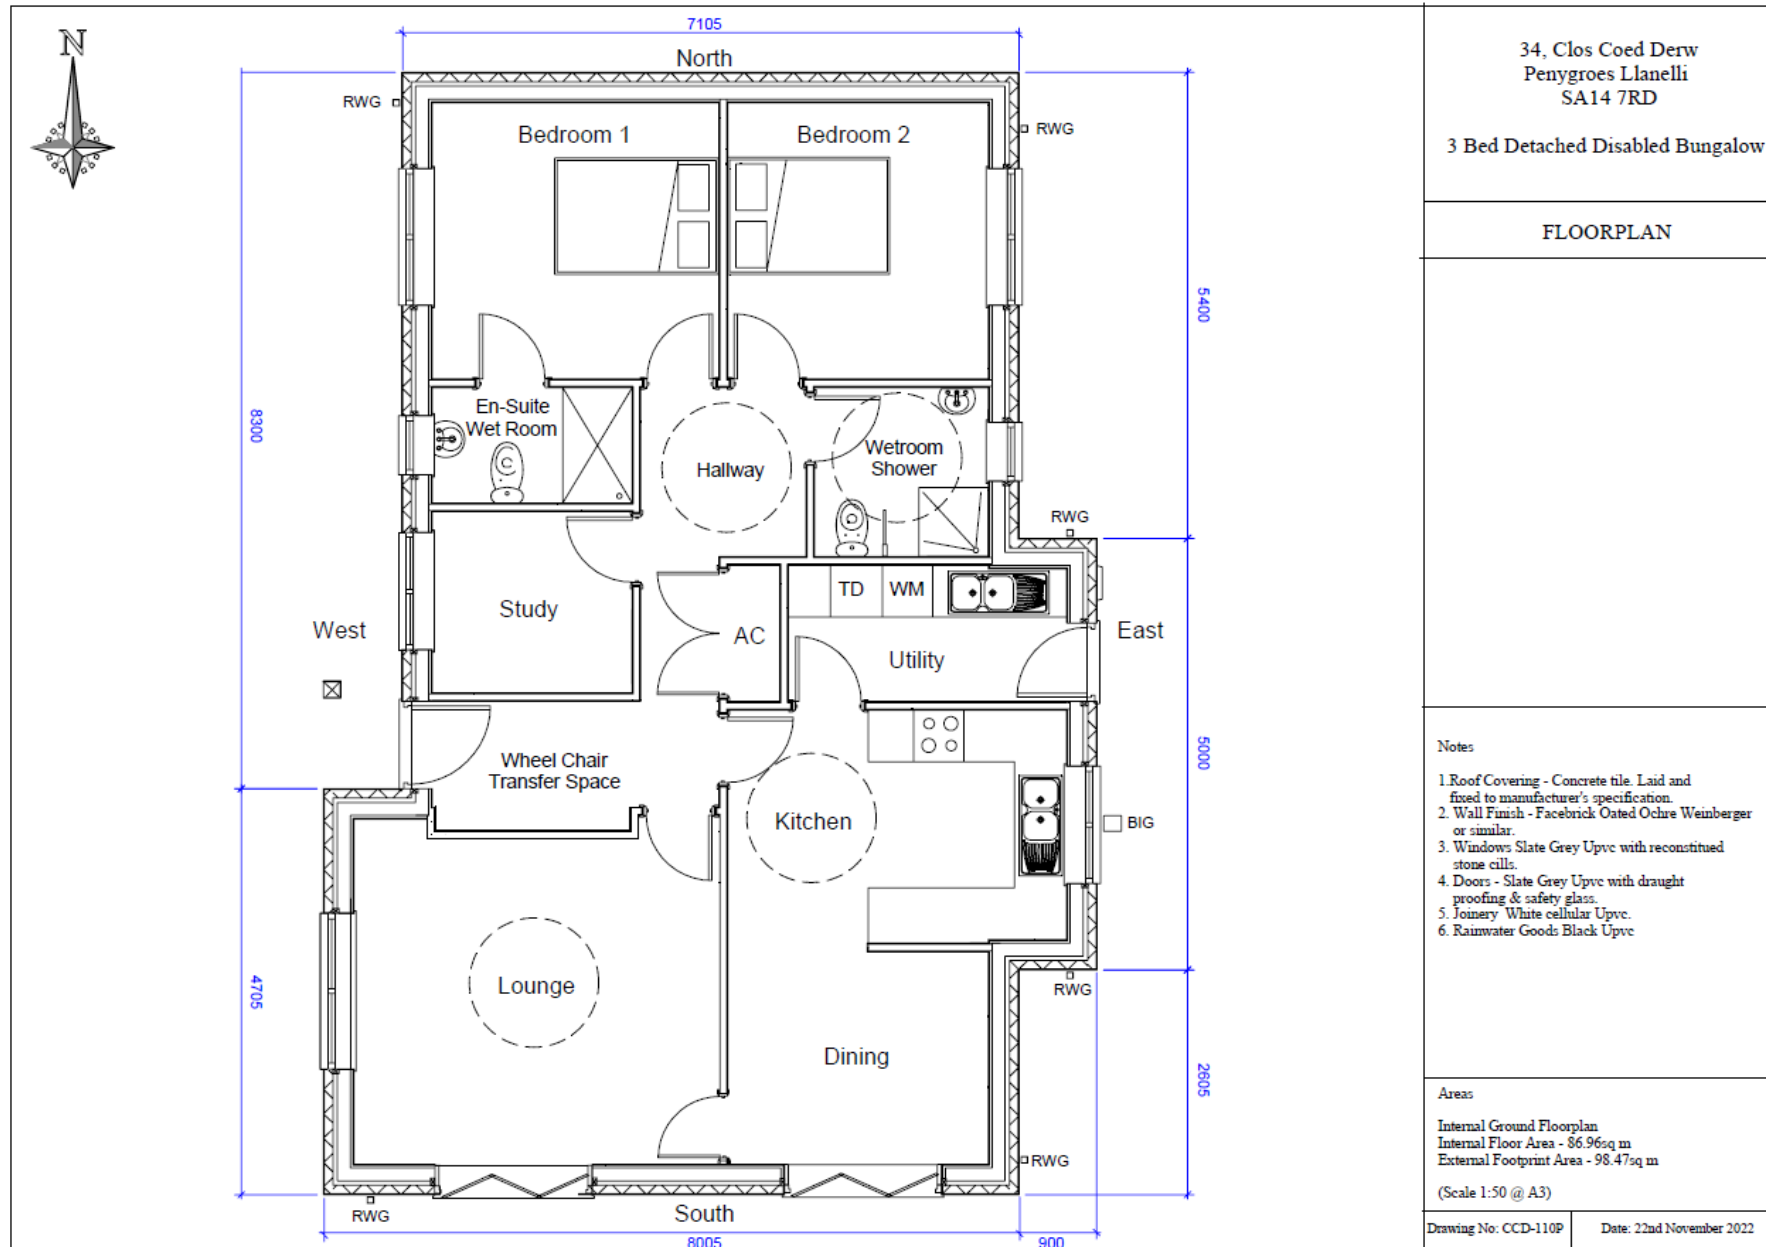 N
7105
North
RWG
RWG
Bedroom 1
Bedroom 2
5400
8300
En-Suite
Wet Room
Hallway
Wetroom
Shower
RWG
Study
TD
WM
AC
West
East
Utility
5000
Wheel Chair
Transfer Space
Kitchen
BIG
Lounge
4705
RWG
Dining
2605
RWG
RWG
South
8005
900
34, Clos Coed Derw
Penygroes Llanelli
SA14 7RD
3 Bed Detached Disabled Bungalow
FLOORPLAN
Notes
1.Roof Covering - Concrete tile. Laid and
fixed to manufacturer's specification.
2. Wall Finish - Facebrick Oated Ochre Weinberger
or similar.
3. Windows Slate Grey Upvc with reconstitued
stone cills.
4. Doors - Slate Grey Upvc with draught
proofing & safety glass.
5. Joinery White cellular Upvc.
6. Rainwater Goods Black Upvc
Areas
Internal Ground Floorplan
Internal Floor Area - 86.96sq m
External Footprint Area - 98.47sq m
(Scale 1:50 @ A3)
Drawing No: CCD-110P
Date: 22nd November 2022